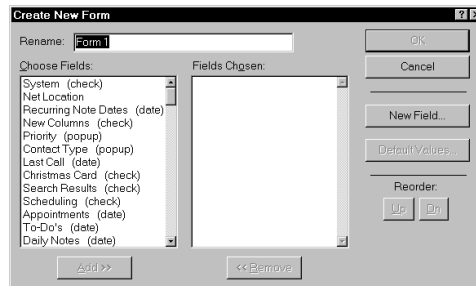 Create New Form
Rename: Form 1
OK
Choose Fields:
Fields Chosen:
Cancel
System (check)
Net Location
Recurring Note Dates (date)
New Columns (check)
Priority (popup)
Contact Type (popup)
Last Call (date)
Christmas Card (check)
Search Results (check)
Scheduling (check)
Appointments (date)
To-Do's (date)
Daily Notes (date)
New Field...
Default Values...
Reorder:
Up
Dn
Add >>
<< Remove